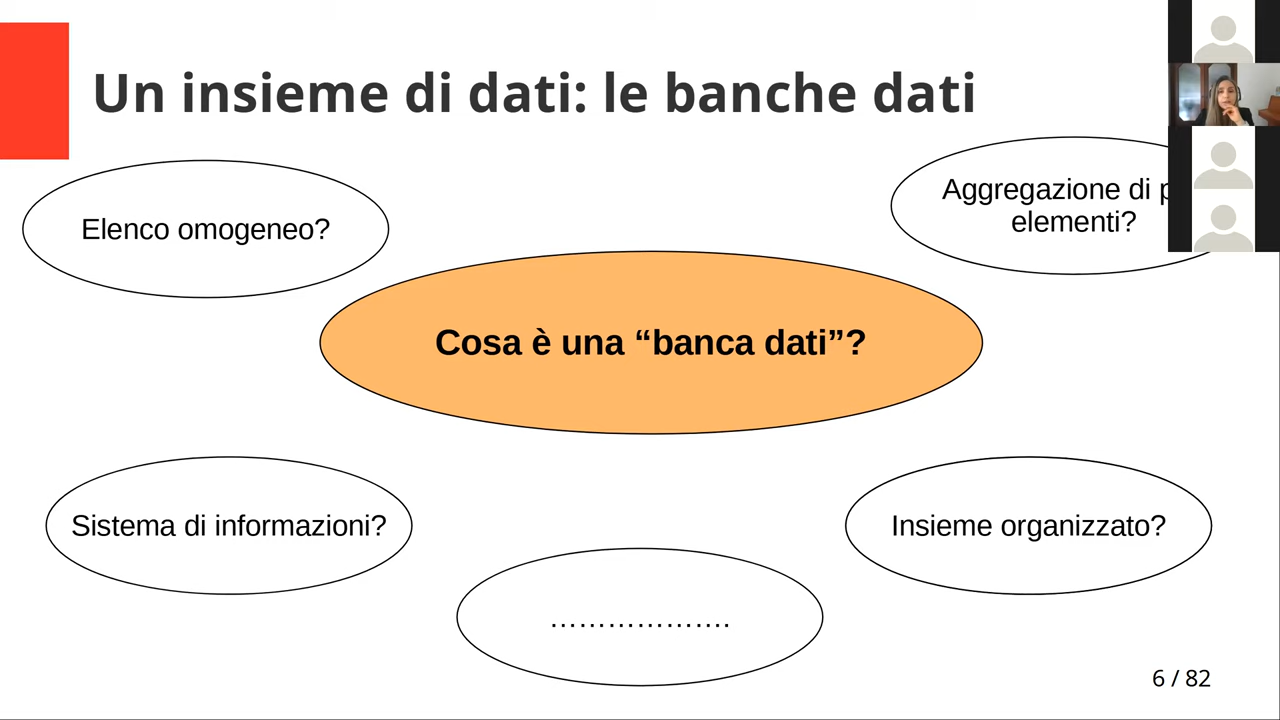 Un insieme di dati: le banche dati
Elenco omogeneo?
Aggregazione di
elementi?
Cosa è una “banca dati”?
Sistema di informazioni?
Insieme organizzato?
……………….
6 / 82